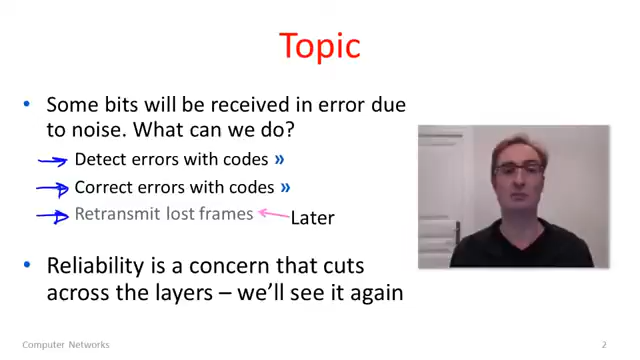 Topic
• Some bits will be received in error due
to noise. What can we do?
Detect errors with codes »
Correct errors with codes »
Retransmit lost frames
Later
• Reliability is a concern that cuts
across the layers – we’ll see it again
Computer Networks
2